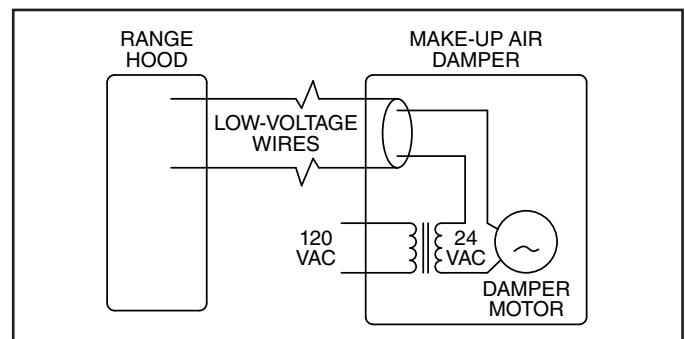 RANGE
HOOD
MAKE-UP AIR
DAMPER
LOW-VOLTAGE
WIRES
120
VAC
24
VAC
DAMPER
MOTOR